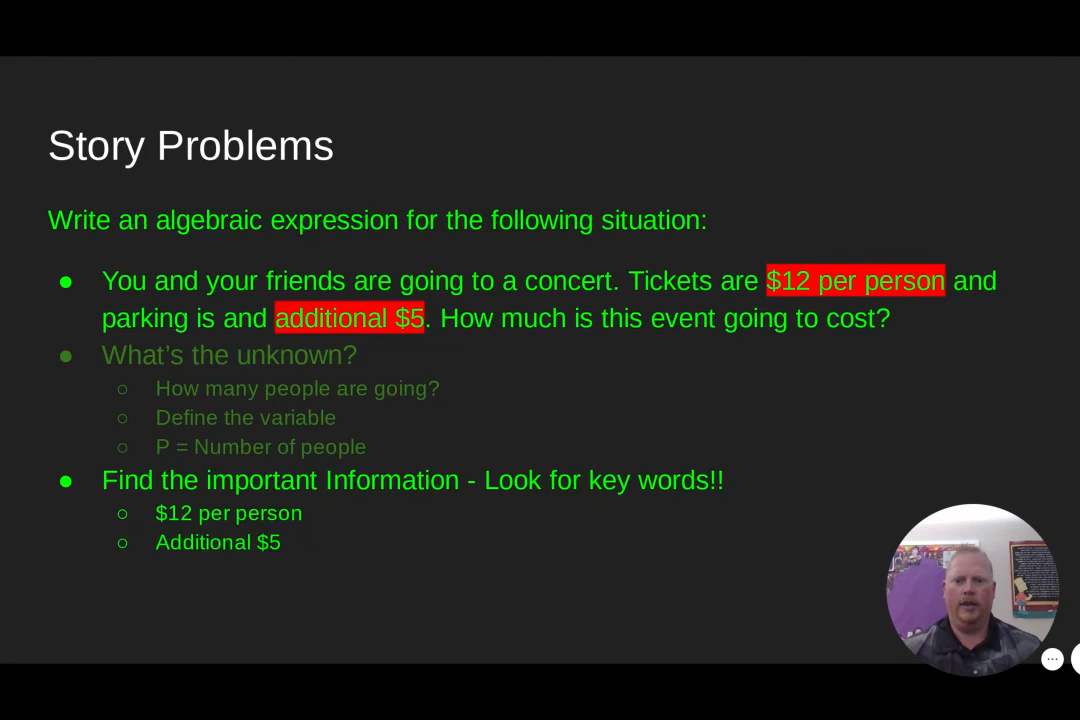 Story Problems
Write an algebraic expression for the following situation:
● You and your friends are going to a concert. Tickets are $12 per person and
parking is and additional $5. How much is this event going to cost?
● What’s the unknown?
○ How many people are going?
○ Define the variable
○ P = Number of people
● Find the important Information - Look for key words!!
○ $12 per person
○ Additional $5